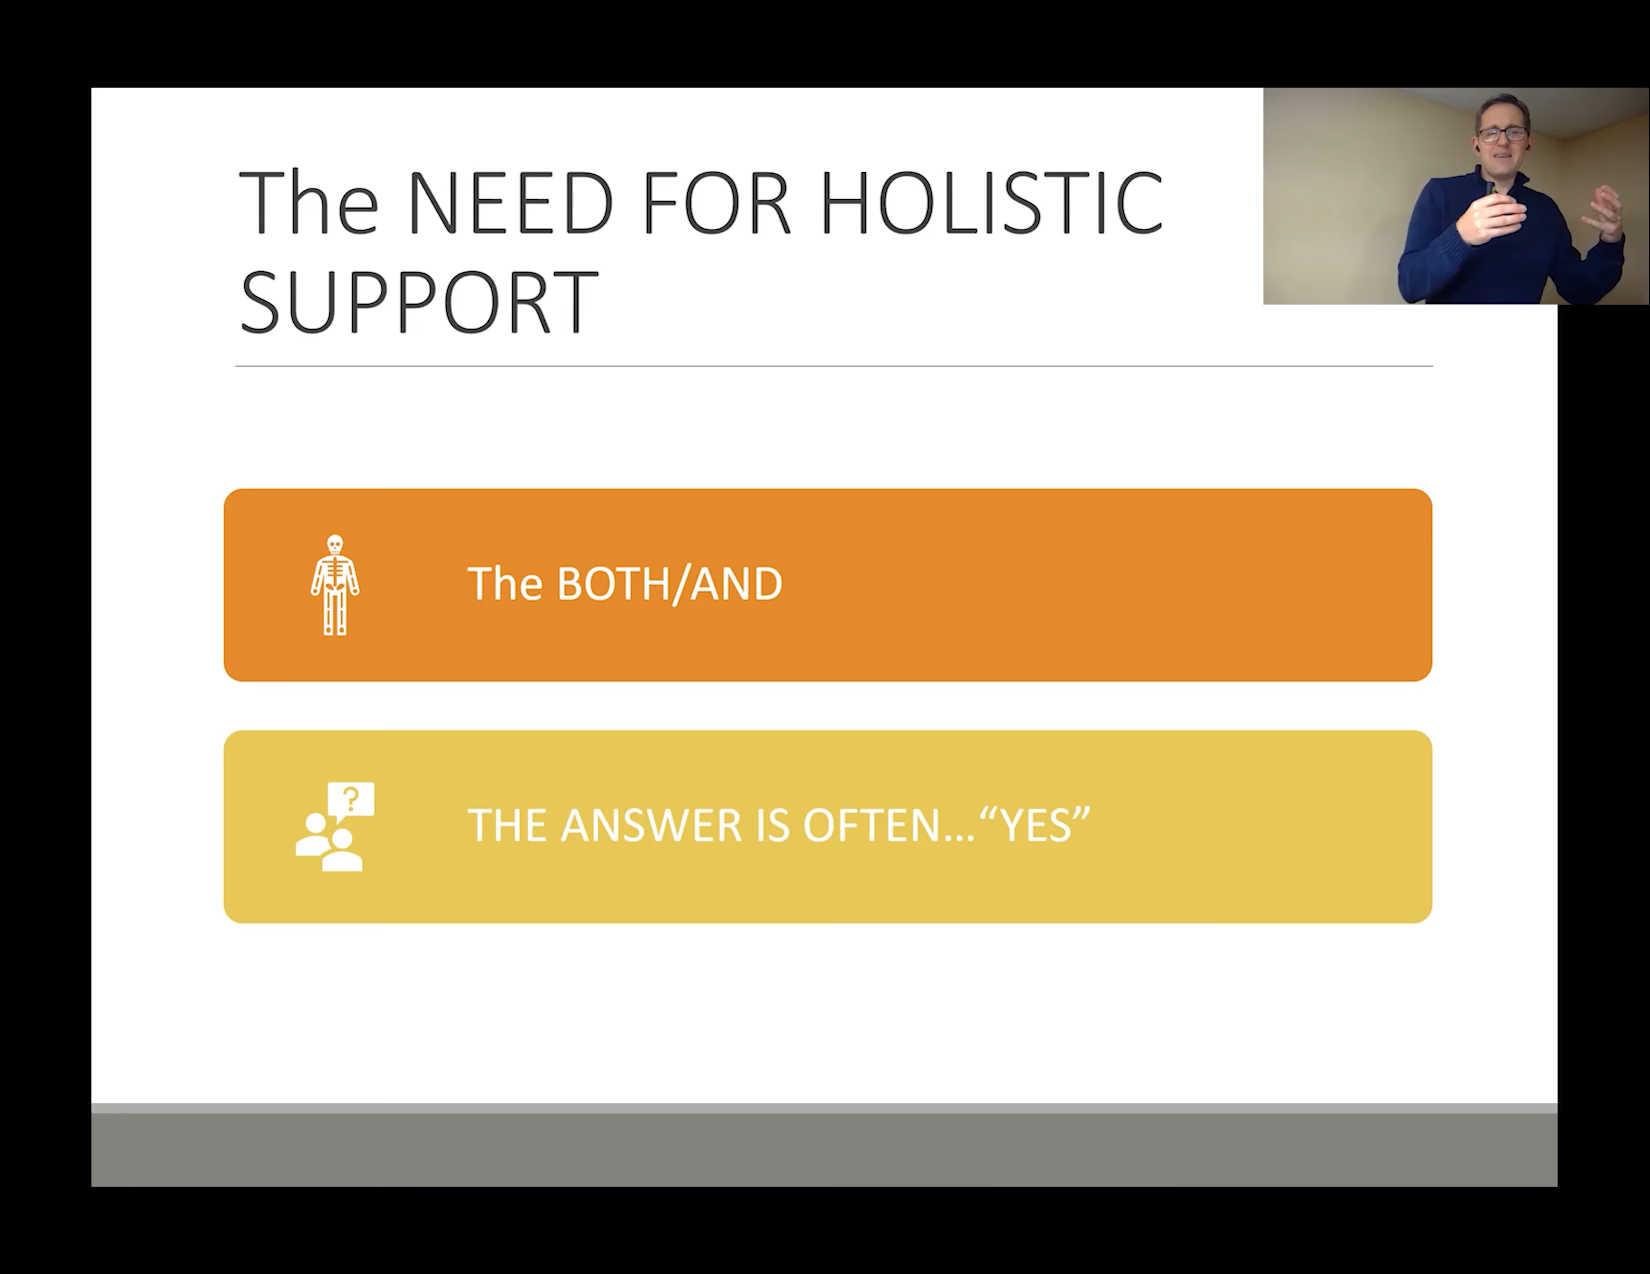 The NEED FOR HOLISTIC
SUPPORT
The BOTH/AND
?
THE ANSWER IS OFTEN…“YES”